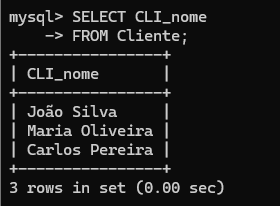 mysql> SELECT CLI_nome
    -> FROM Cliente;
+----------------+
| CLI_nome       |
+----------------+
| João Silva     |
| Maria Oliveira |
| Carlos Pereira |
+----------------+
3 rows in set (0.00 sec)